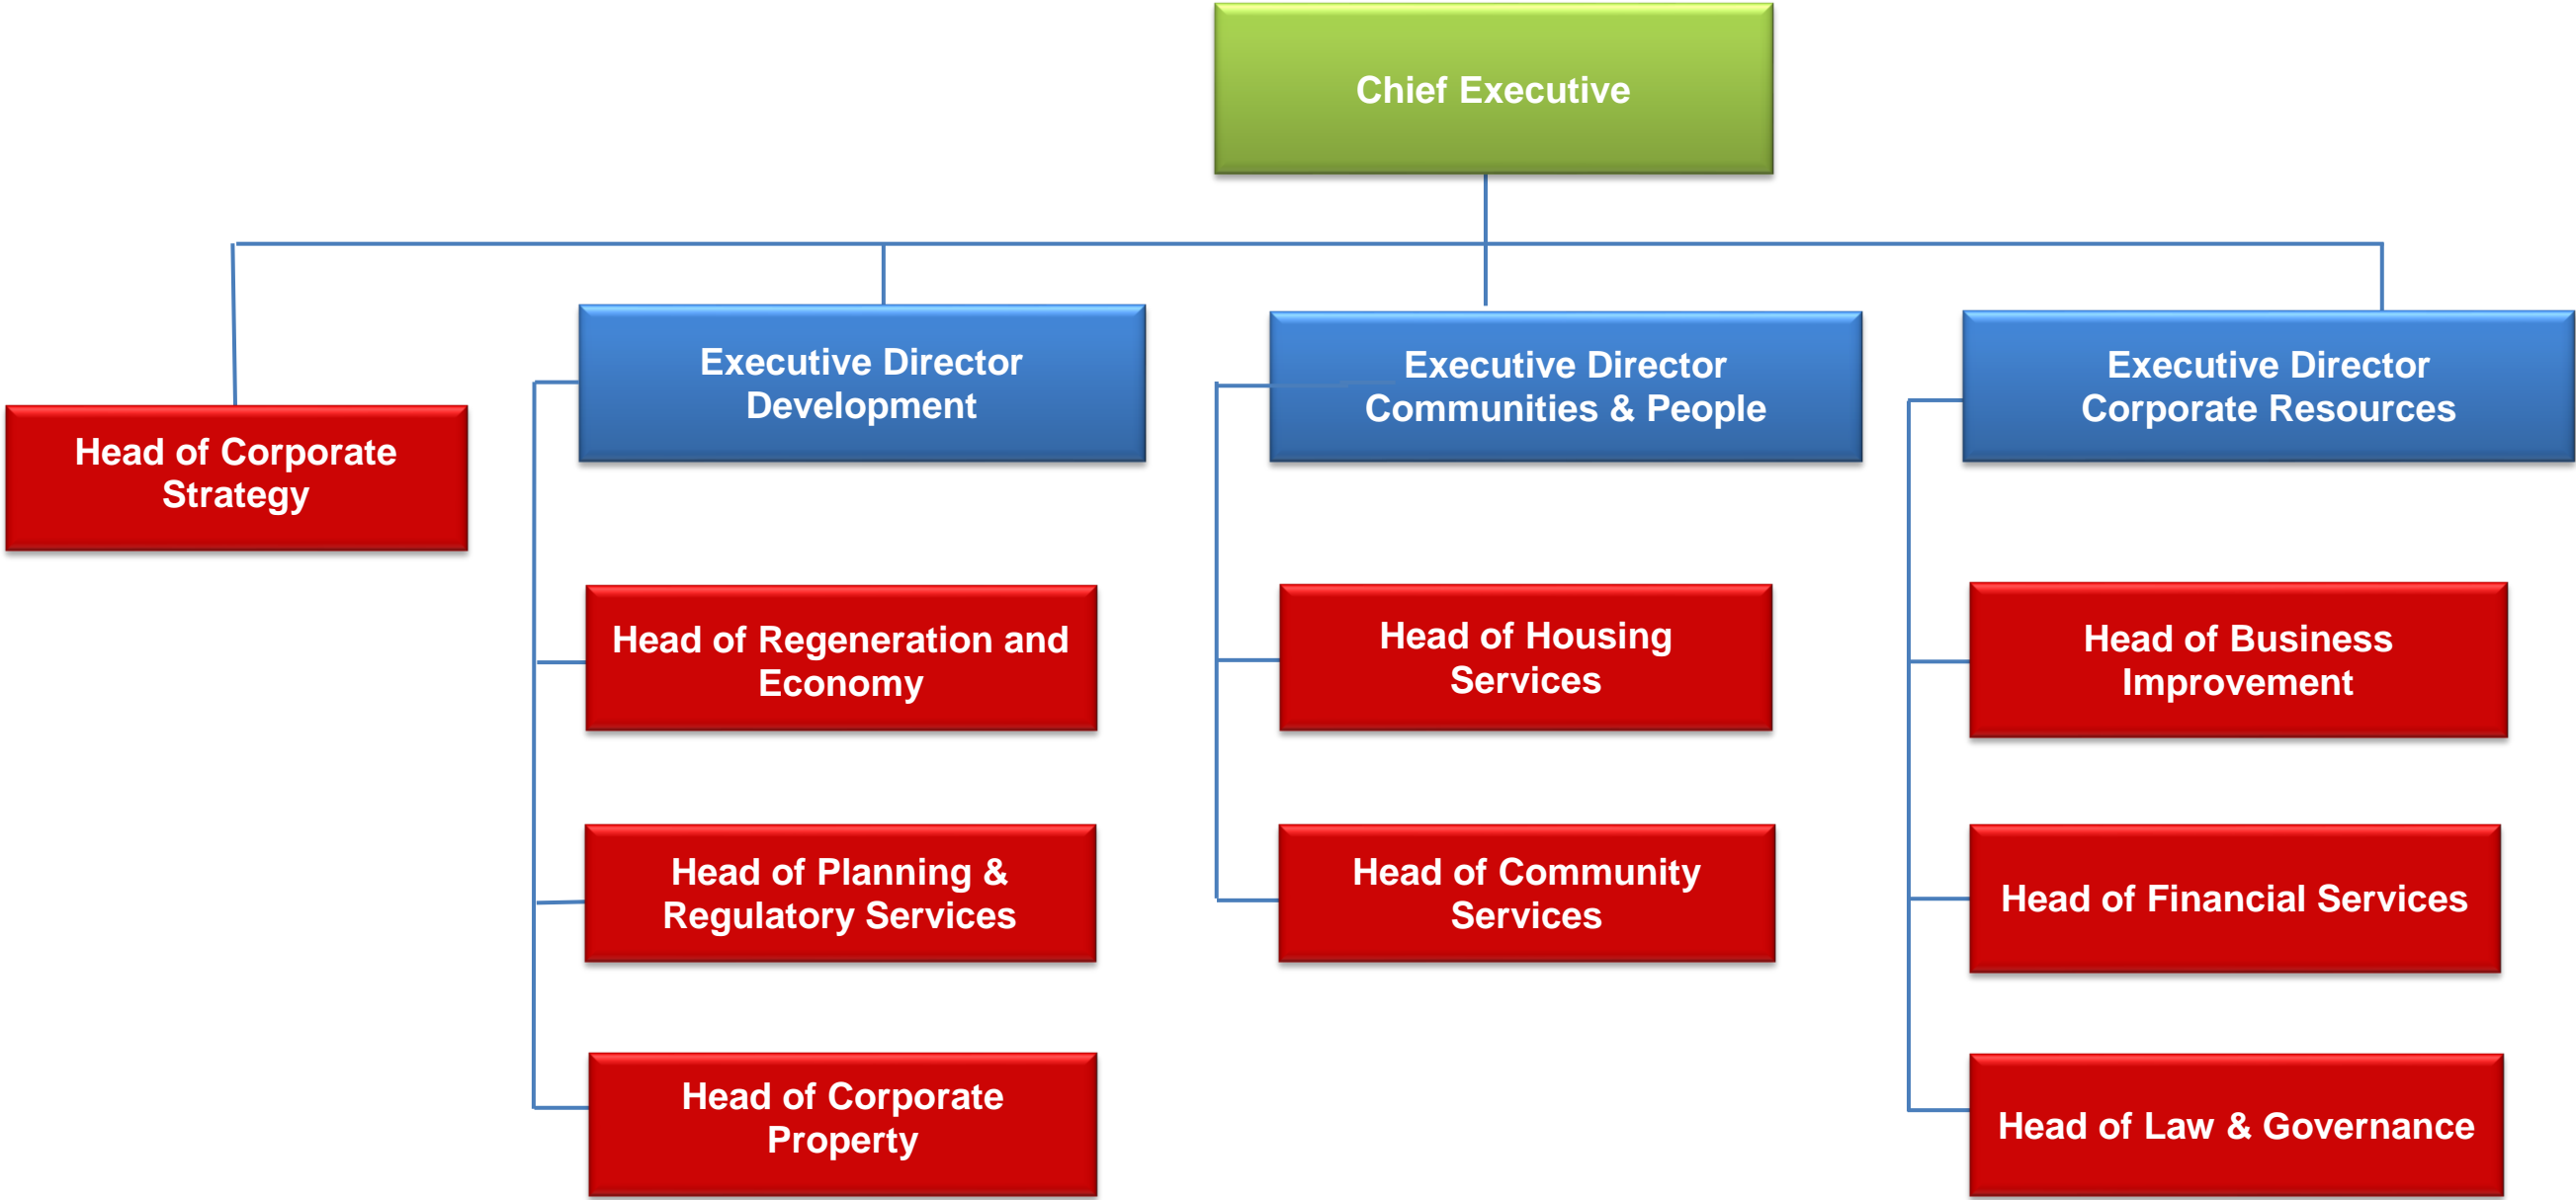 Chief Executive
Head of Corporate
Strategy
Executive Director
Development
Executive Director
Communities & People
Executive Director
Corporate Resources
Head of Regeneration and
Economy
Head of Housing
Services
Head of Business
Improvement
Head of Planning &
Regulatory Services
Head of Community
Services
Head of Financial Services
Head of Corporate
Property
Head of Law & Governance